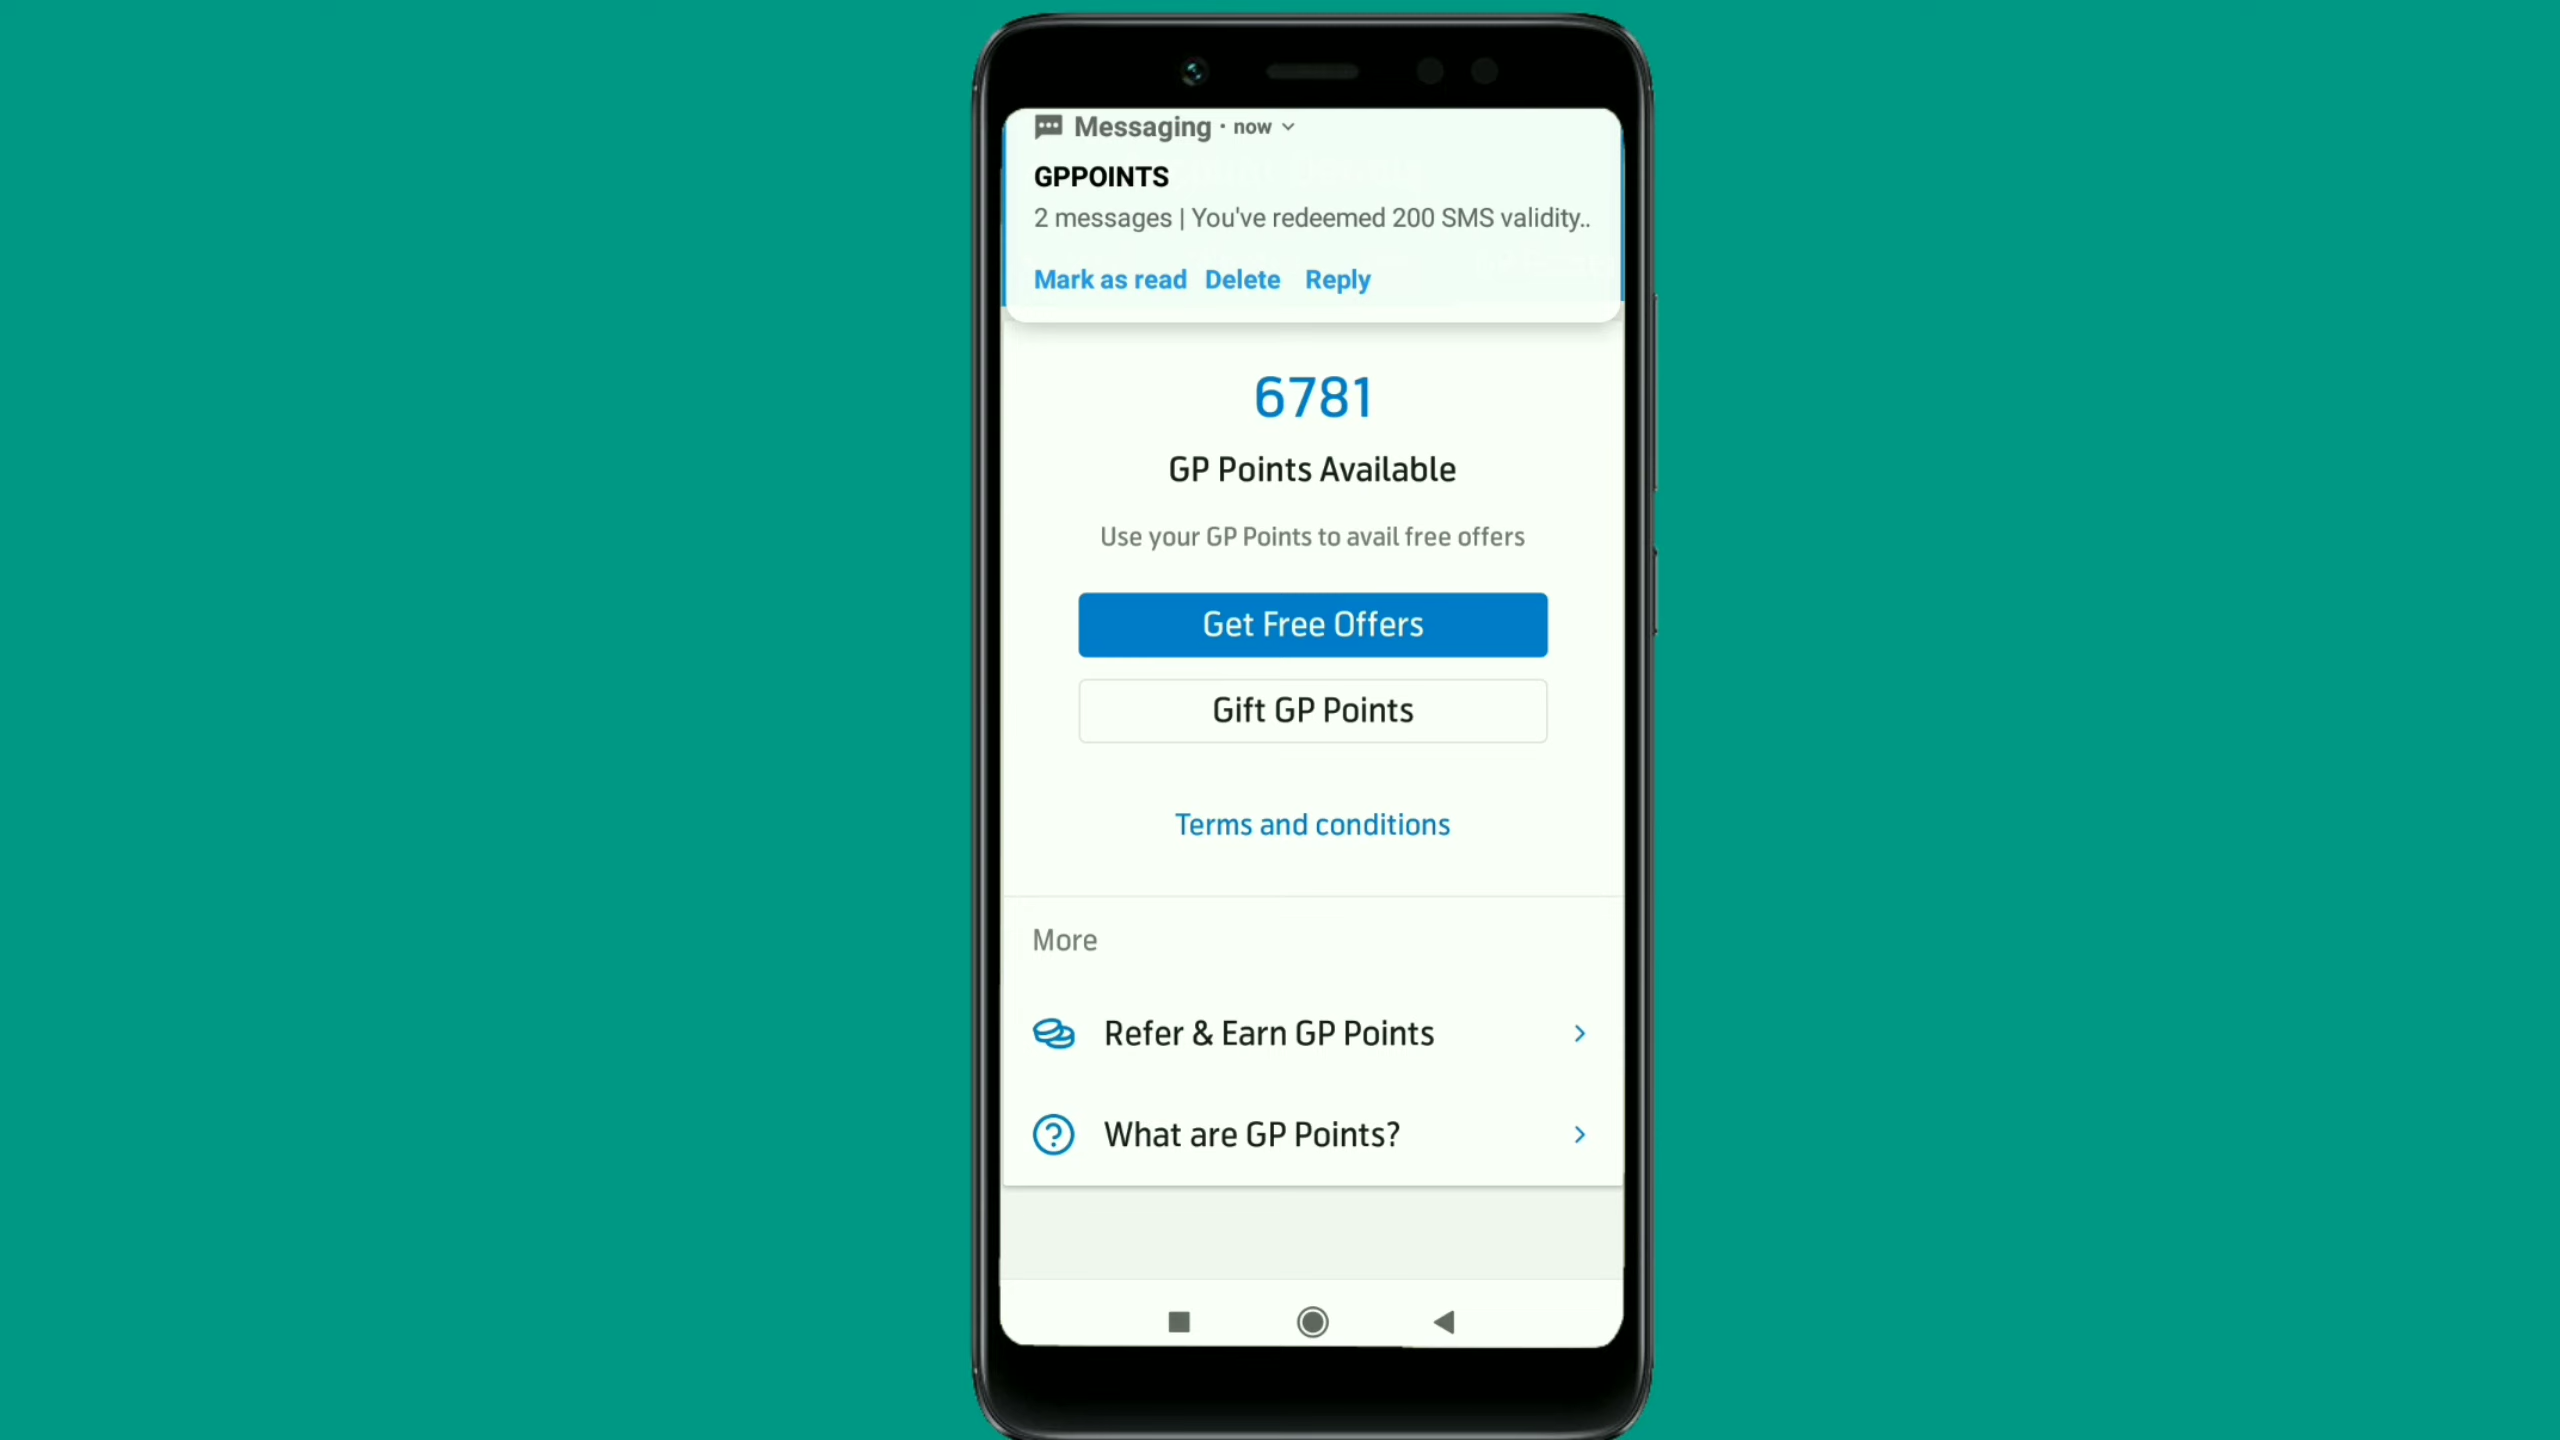 Messaging · now
GPPOINTS
2 messages | You've redeemed 200 SMS validity..
Mark as read Delete Reply
6781
GP Points Available
Use your GP Points to avail free offers
Get Free Offers
Gift GP Points
Terms and conditions
More
Refer & Earn GP Points
What are GP Points?